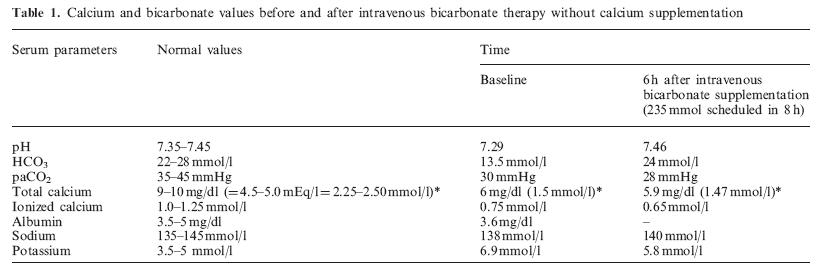 Table 1. Calcium and bicarbonate values before and after intravenous bicarbonate therapy without calcium supplementation
Serum parameters Normal values Time
Baseline 6 h after intravenous
bicarbonate supplementation
(235 mmol scheduled in 8 h)
pH 7.35–7.45 7.29 7.46
HCO3 22–28 mmol/l 13.5 mmol/l 24 mmol/l
paCO2 35–45 mmHg 30 mmHg 28 mmHg
Total calcium 9–10 mg/dl (=4.5–5.0 mEq/l=2.25–2.50 mmol/l)* 6 mg/dl (1.5 mmol/l)* 5.9 mg/dl (1.47 mmol/l)*
Ionized calcium 1.0–1.25 mmol/l 0.75 mmol/l 0.65 mmol/l
Albumin 3.5–5 mg/dl 3.6 mg/dl –
Sodium 135–145 mmol/l 138 mmol/l 140 mmol/l
Potassium 3.5–5 mmol/l 6.9 mmol/l 5.8 mmol/l